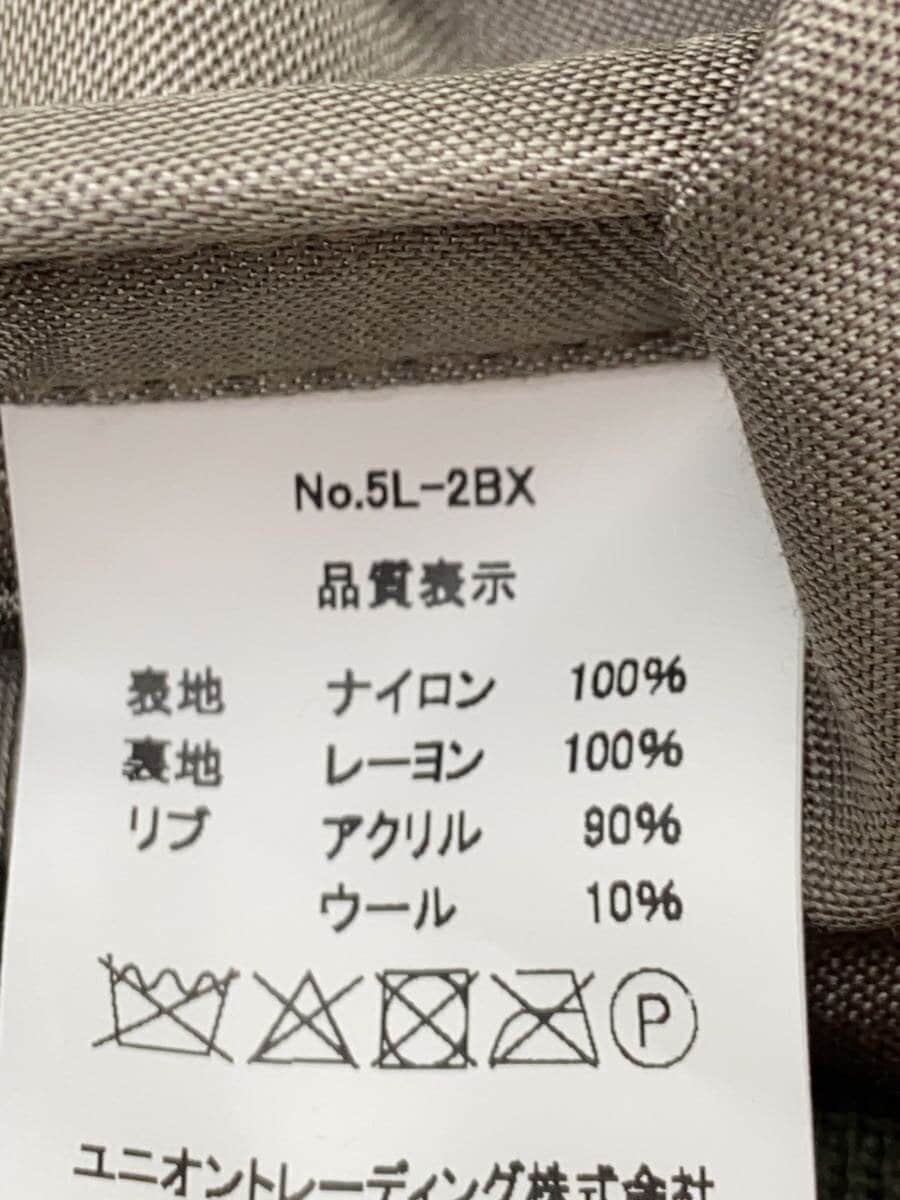 No.5L-2BX
品質表示
表地 ナイロン 100%
裏地 レーヨン 100%
リブ アクリル 90%
ウール 10%
P
ユニオントレーディング株式会社